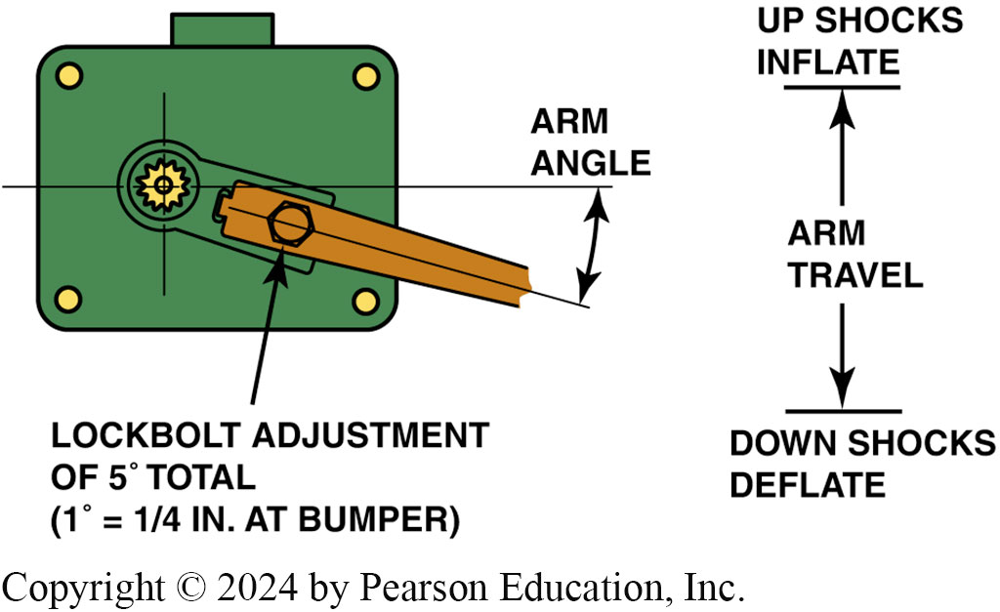 UP SHOCKS
INFLATE
ARM
ANGLE
ARM
TRAVEL
LOCKBOLT ADJUSTMENT
OF 5° TOTAL
(1° = 1/4 IN. AT BUMPER)
DOWN SHOCKS
DEFLATE
Copyright © 2024 by Pearson Education, Inc.